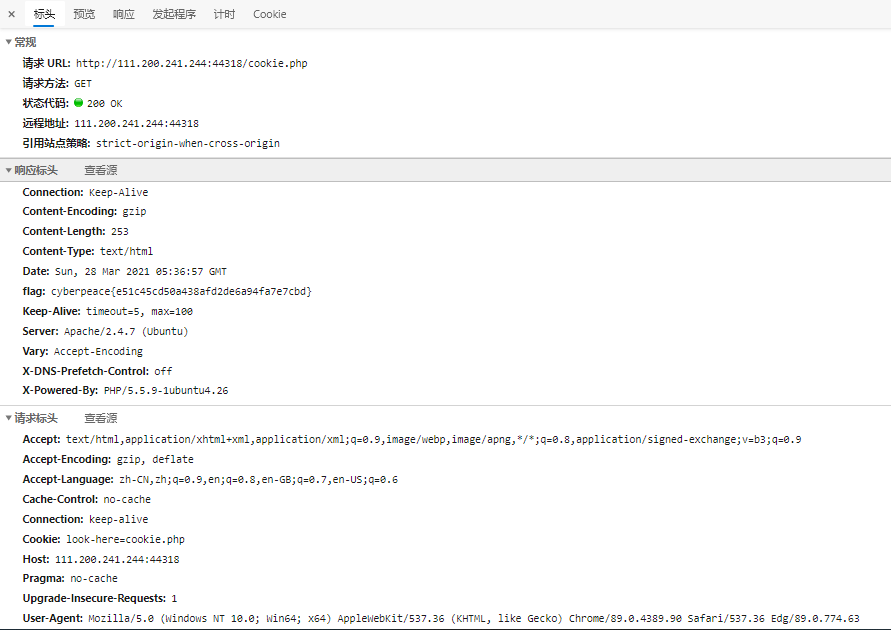 × 标头 预览 响应 发起程序 计时 Cookie
▼常规
请求 URL: http://111.200.241.244:44318/cookie.php
请求方法: GET
状态代码: 200 OK
远程地址: 111.200.241.244:44318
引用站点策略: strict-origin-when-cross-origin
▼响应标头 查看源
Connection: Keep-Alive
Content-Encoding: gzip
Content-Length: 253
Content-Type: text/html
Date: Sun, 28 Mar 2021 05:36:57 GMT
flag: cyberpeace{e51c45cd50a438afd2de6a94fa7e7cbd}
Keep-Alive: timeout=5, max=100
Server: Apache/2.4.7 (Ubuntu)
Vary: Accept-Encoding
X-DNS-Prefetch-Control: off
X-Powered-By: PHP/5.5.9-1ubuntu4.26
▼请求标头 查看源
Accept: text/html,application/xhtml+xml,application/xml;q=0.9,image/webp,image/apng,*/*;q=0.8,application/signed-exchange;v=b3;q=0.9
Accept-Encoding: gzip, deflate
Accept-Language: zh-CN,zh;q=0.9,en;q=0.8,en-GB;q=0.7,en-US;q=0.6
Cache-Control: no-cache
Connection: keep-alive
Cookie: look-here=cookie.php
Host: 111.200.241.244:44318
Pragma: no-cache
Upgrade-Insecure-Requests: 1
User-Agent: Mozilla/5.0 (Windows NT 10.0; Win64; x64) AppleWebKit/537.36 (KHTML, like Gecko) Chrome/89.0.4389.90 Safari/537.36 Edg/89.0.774.63